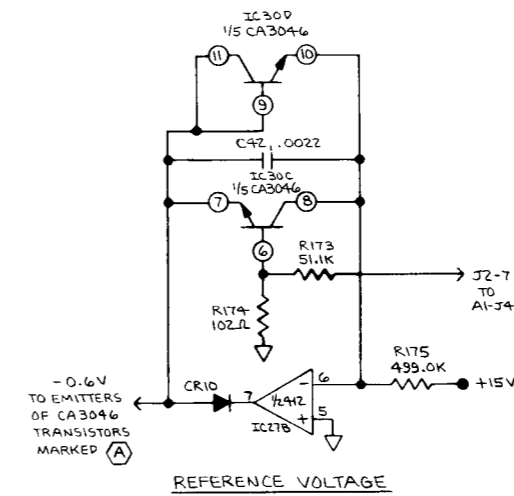 IC30D
1/5 CA3046
11
10
9
C42, .0022
IC30C
1/5 CA3046
7
8
6
R173
51.1K
J2-7
TO
A1-J4
R174
102Ω
R175
499.0K
+15V
CR10
7
1/2 412
IC27B
-
6
+
5
-0.6V
TO EMITTERS
OF CA3046
TRANSISTORS
MARKED A
REFERENCE VOLTAGE